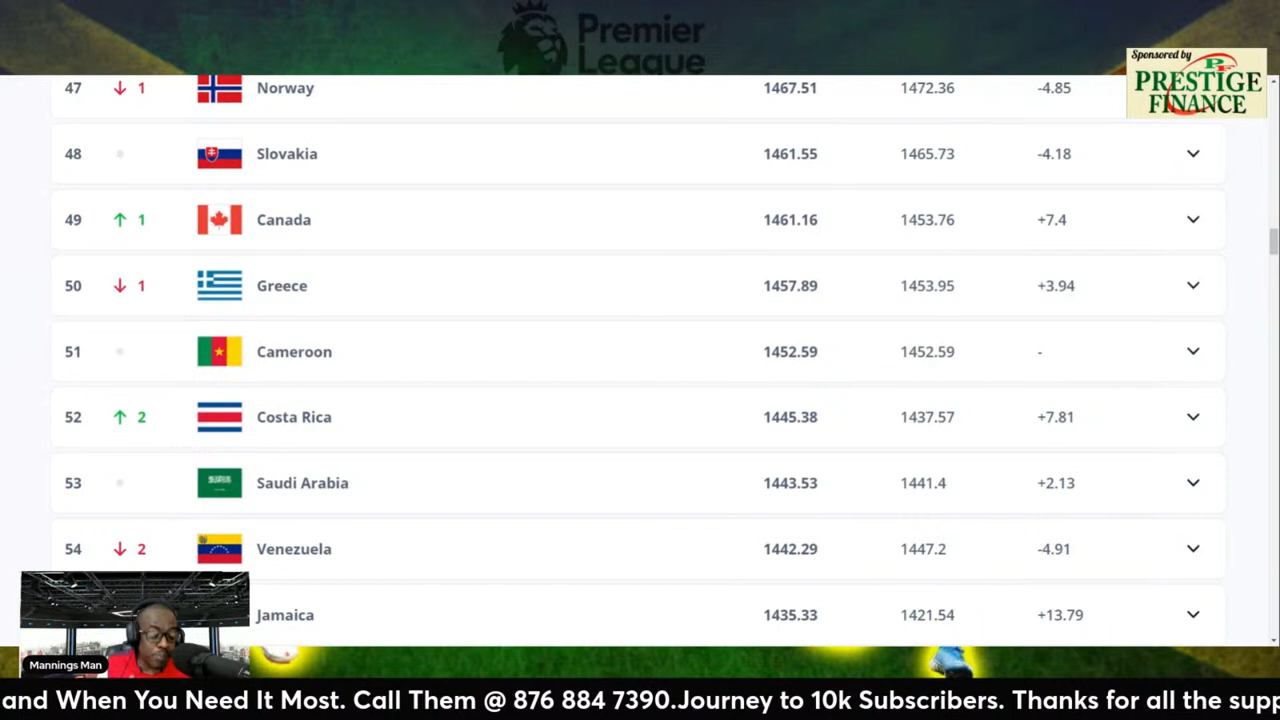 Premier
League
Sponsored by
PF
PRESTIGE
FINANCE
47 ↓ 1 Norway 1467.51 1472.36 -4.85
48 Slovakia 1461.55 1465.73 -4.18
49 ↑ 1 Canada 1461.16 1453.76 +7.4
50 ↓ 1 Greece 1457.89 1453.95 +3.94
51 Cameroon 1452.59 1452.59 -
52 ↑ 2 Costa Rica 1445.38 1437.57 +7.81
53 Saudi Arabia 1443.53 1441.4 +2.13
54 ↓ 2 Venezuela 1442.29 1447.2 -4.91
Jamaica 1435.33 1421.54 +13.79
Mannings Man
and When You Need It Most. Call Them @ 876 884 7390.Journey to 10k Subscribers. Thanks for all the supp